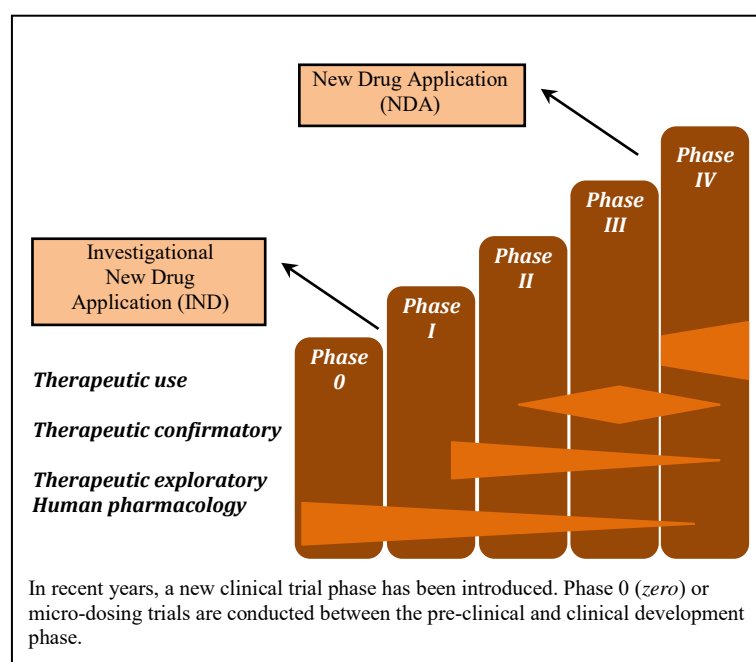 New Drug Application
(NDA)
Phase
IV
Phase
III
Investigational
New Drug
Application (IND)
Phase
II
Phase
I
Phase
0
Therapeutic use
Therapeutic confirmatory
Therapeutic exploratory
Human pharmacology
In recent years, a new clinical trial phase has been introduced. Phase 0 (zero) or
micro-dosing trials are conducted between the pre-clinical and clinical development
phase.